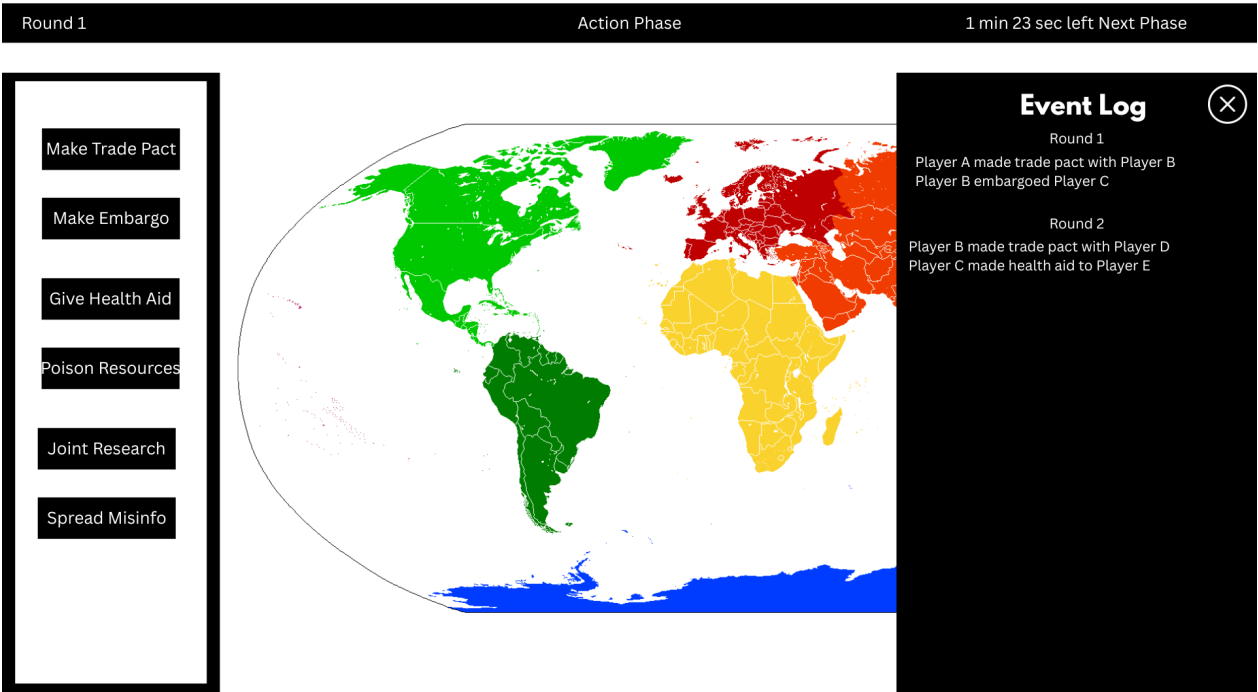 Round 1
Action Phase
1 min 23 sec left Next Phase
Make Trade Pact
Make Embargo
Give Health Aid
Poison Resources
Joint Research
Spread Misinfo
Event Log
Round 1
Player A made trade pact with Player B
Player B embargoed Player C
Round 2
Player B made trade pact with Player D
Player C made health aid to Player E